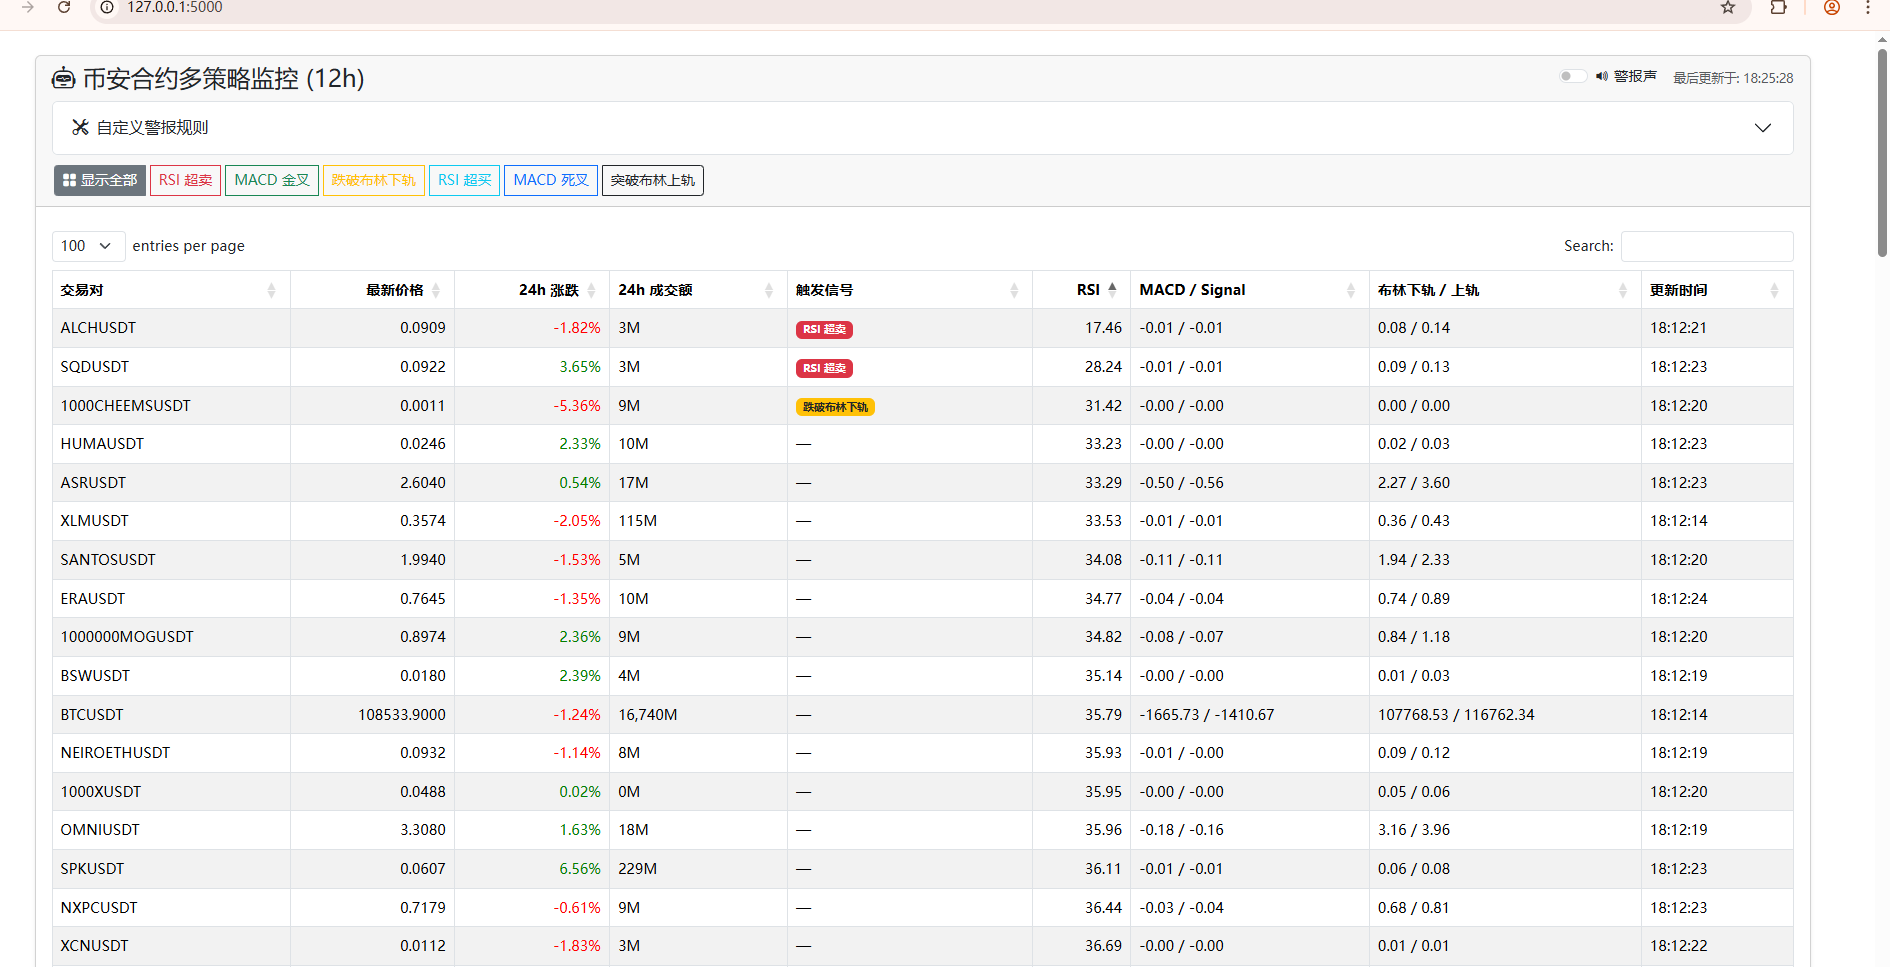 127.0.0.1:5000
币安合约多策略监控 (12h)
警报声 最后更新于: 18:25:28
自定义警报规则
显示全部 RSI 超卖 MACD 金叉 跌破布林下轨 RSI 超买 MACD 死叉 突破布林上轨
100 entries per page Search:
交易对 最新价格 24h 涨跌 24h 成交额 触发信号 RSI MACD / Signal 布林下轨 / 上轨 更新时间
ALCHUSDT 0.0909 -1.82% 3M RSI 超卖 17.46 -0.01 / -0.01 0.08 / 0.14 18:12:21
SQDUSDT 0.0922 3.65% 3M RSI 超卖 28.24 -0.01 / -0.01 0.09 / 0.13 18:12:23
1000CHEEMSUSDT 0.0011 -5.36% 9M 跌破布林下轨 31.42 -0.00 / -0.00 0.00 / 0.00 18:12:20
HUMAUSDT 0.0246 2.33% 10M — 33.23 -0.00 / -0.00 0.02 / 0.03 18:12:23
ASRUSDT 2.6040 0.54% 17M — 33.29 -0.50 / -0.56 2.27 / 3.60 18:12:23
XLMUSDT 0.3574 -2.05% 115M — 33.53 -0.01 / -0.01 0.36 / 0.43 18:12:14
SANTOSUSDT 1.9940 -1.53% 5M — 34.08 -0.11 / -0.11 1.94 / 2.33 18:12:20
ERAUSDT 0.7645 -1.35% 10M — 34.77 -0.04 / -0.04 0.74 / 0.89 18:12:24
1000000MOGUSDT 0.8974 2.36% 9M — 34.82 -0.08 / -0.07 0.84 / 1.18 18:12:20
BSWUSDT 0.0180 2.39% 4M — 35.14 -0.00 / -0.00 0.01 / 0.03 18:12:19
BTCUSDT 108533.9000 -1.24% 16,740M — 35.79 -1665.73 / -1410.67 107768.53 / 116762.34 18:12:14
NEIROETHUSDT 0.0932 -1.14% 8M — 35.93 -0.01 / -0.00 0.09 / 0.12 18:12:19
1000XUSDT 0.0488 0.02% 0M — 35.95 -0.00 / -0.00 0.05 / 0.06 18:12:20
OMNIUSDT 3.3080 1.63% 18M — 35.96 -0.18 / -0.16 3.16 / 3.96 18:12:19
SPKUSDT 0.0607 6.56% 229M — 36.11 -0.01 / -0.01 0.06 / 0.08 18:12:23
NXPCUSDT 0.7179 -0.61% 9M — 36.44 -0.03 / -0.04 0.68 / 0.81 18:12:23
XCNUSDT 0.0112 -1.83% 3M — 36.69 -0.00 / -0.00 0.01 / 0.01 18:12:22